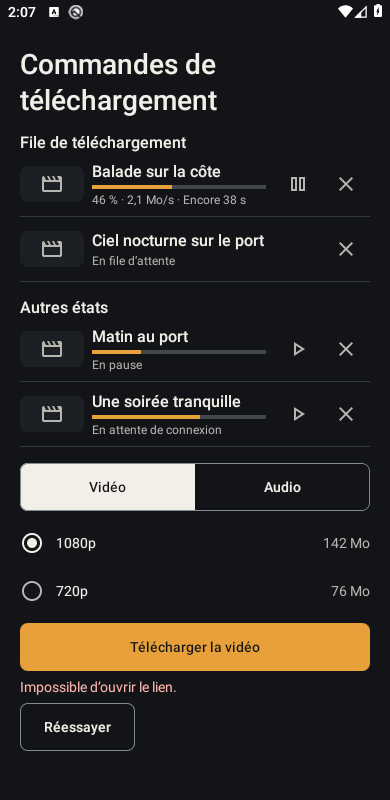 2:07
Commandes de
téléchargement
File de téléchargement
Balade sur la côte
46 % · 2,1 Mo/s · Encore 38 s
Ciel nocturne sur le port
En file d’attente
Autres états
Matin au port
En pause
Une soirée tranquille
En attente de connexion
Vidéo
Audio
1080p
142 Mo
720p
76 Mo
Télécharger la vidéo
Impossible d’ouvrir le lien.
Réessayer